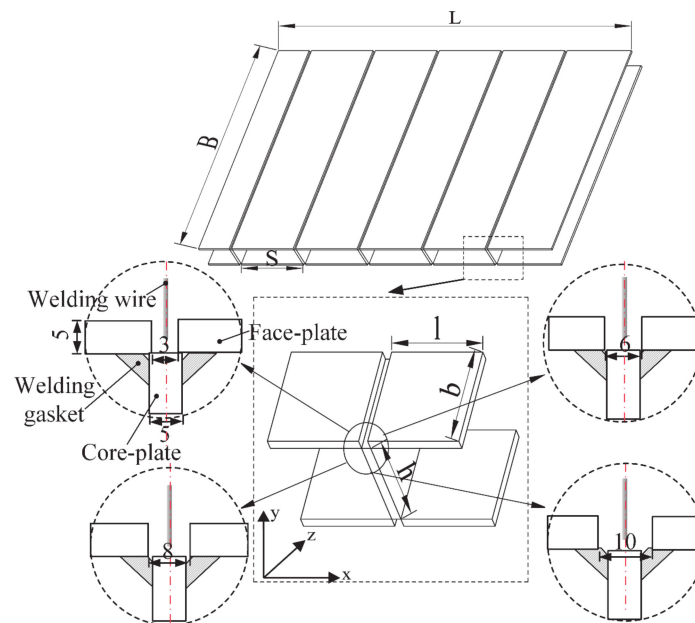 L
B
S
Welding wire
5
3
Face-plate
Welding
gasket
5
Core-plate
6
l
b
h
y
z
x
8
10